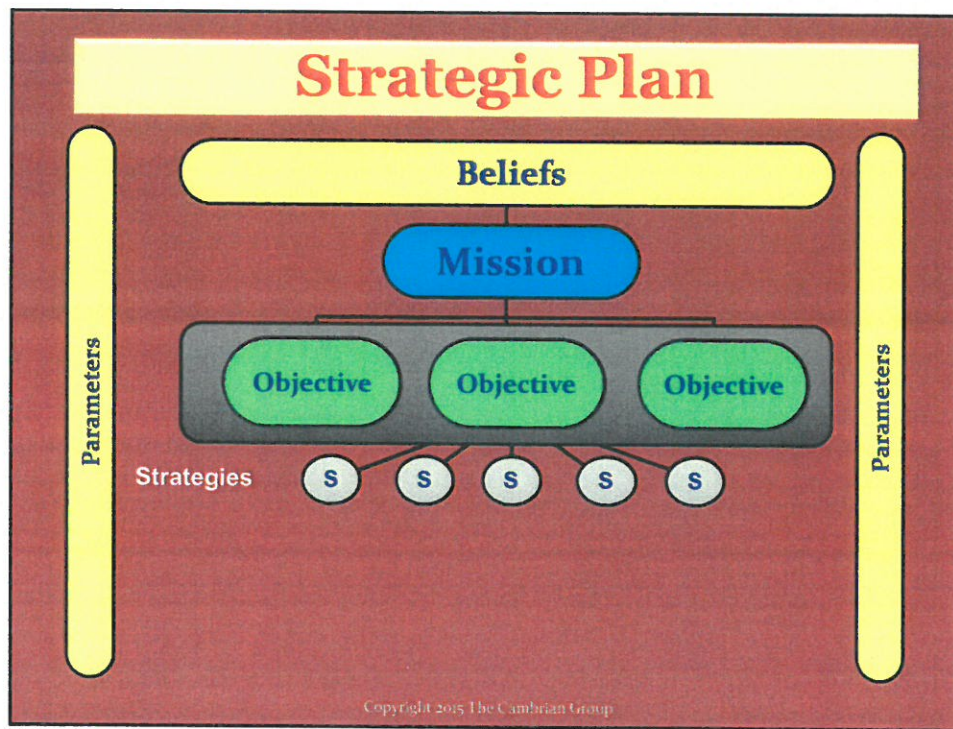 Strategic Plan
Beliefs
Mission
Objective Objective Objective
Parameters
Parameters
Strategies S S S S S
Copyright 2015 The Cambrian Group